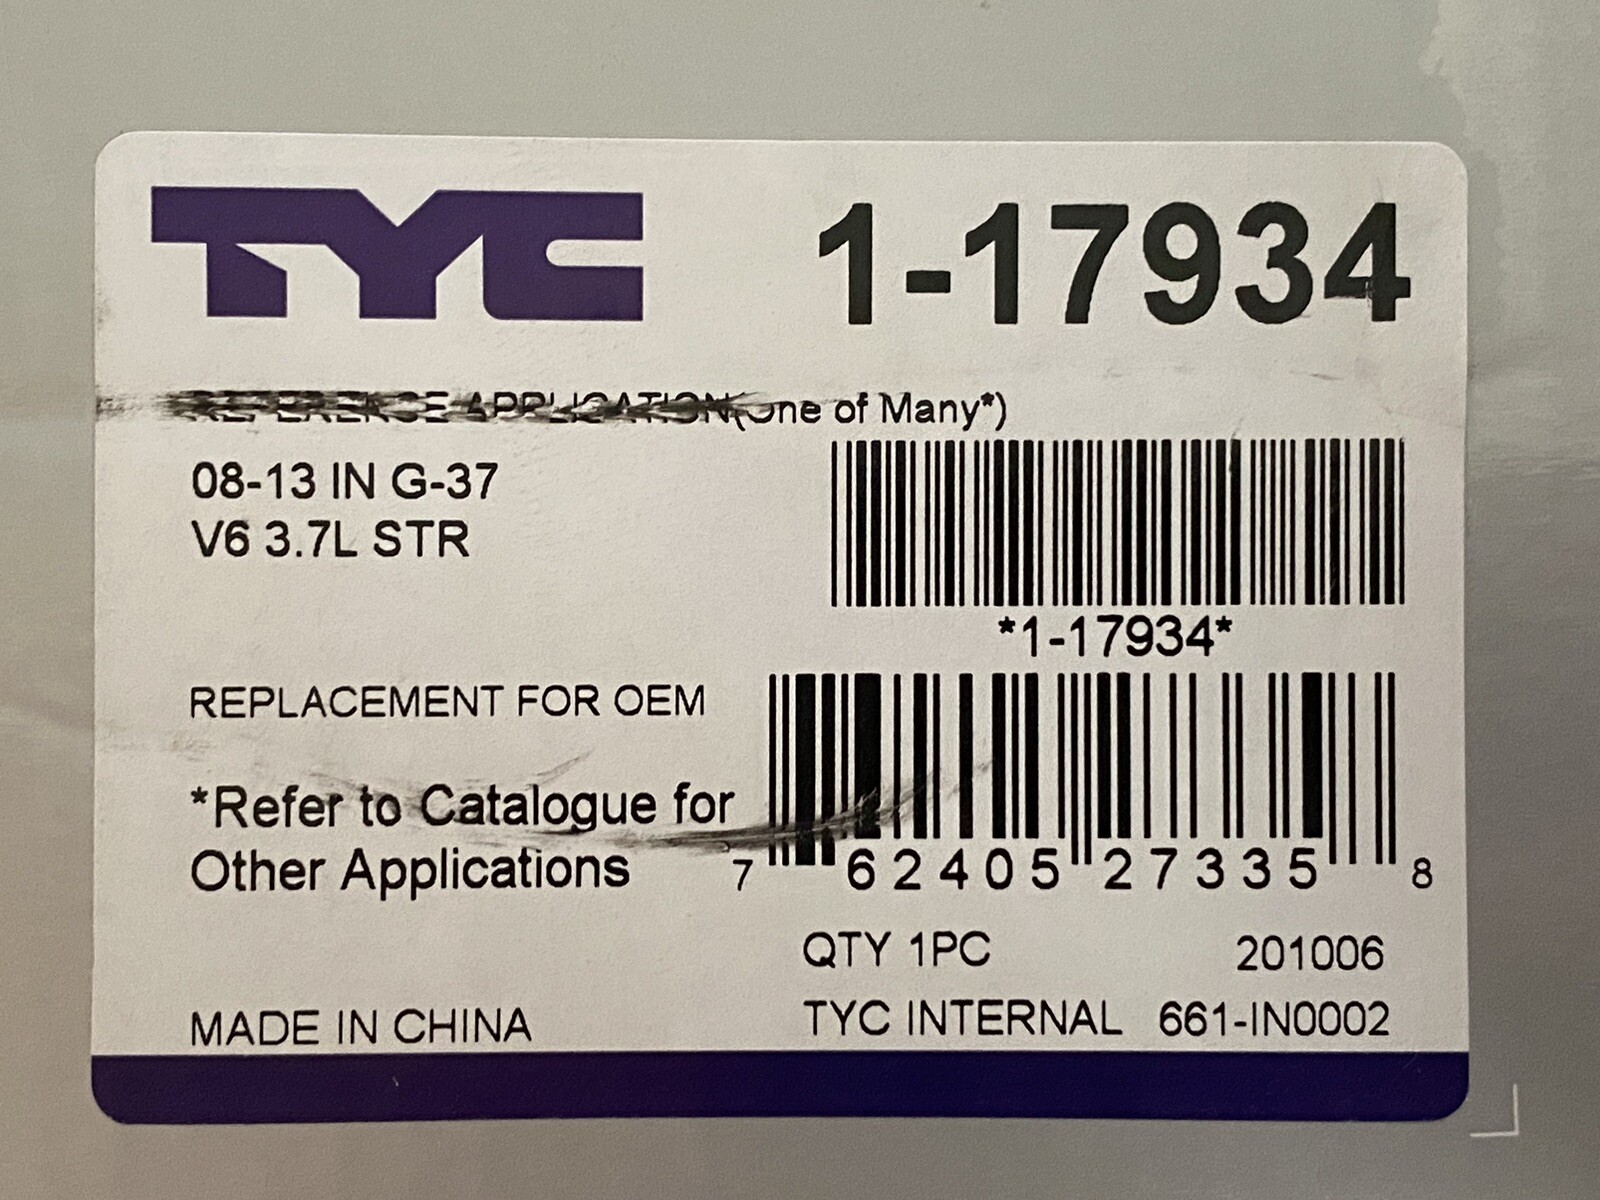 TYC
1-17934
REFERENCE APPLICATION(One of Many*)
08-13 IN G-37
V6 3.7L STR
*1-17934*
REPLACEMENT FOR OEM
*Refer to Catalogue for
Other Applications
7 62405 27335 8
QTY 1PC 201006
MADE IN CHINA
TYC INTERNAL 661-IN0002